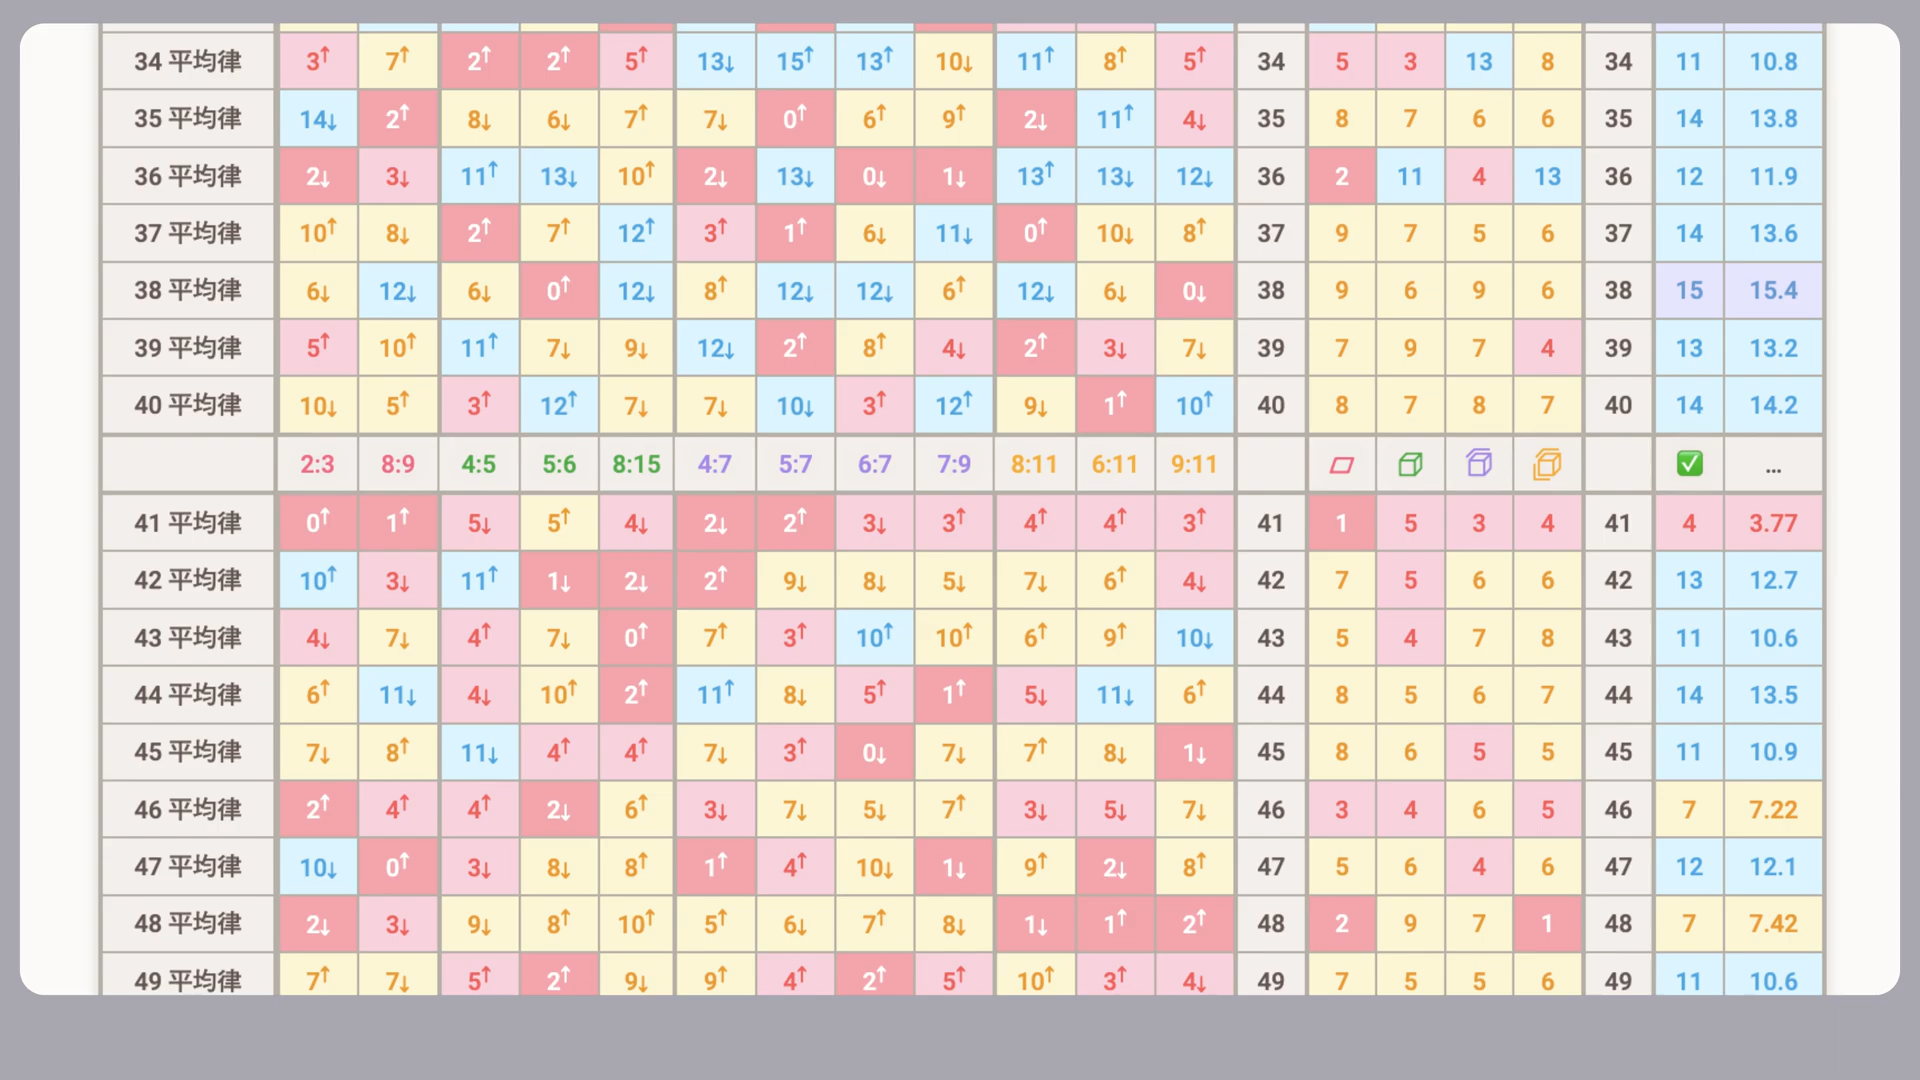 34 平均律 3↑ 7↑ 2↑ 2↑ 5↑ 13↓ 15↑ 13↑ 10↓ 11↑ 8↑ 5↑ 34 5 3 13 8 34 11 10.8
35 平均律 14↓ 2↑ 8↓ 6↓ 7↑ 7↓ 0↑ 6↑ 9↑ 2↓ 11↑ 4↓ 35 8 7 6 6 35 14 13.8
36 平均律 2↓ 3↓ 11↑ 13↓ 10↑ 2↓ 13↓ 0↓ 1↓ 13↑ 13↓ 12↓ 36 2 11 4 13 36 12 11.9
37 平均律 10↑ 8↓ 2↑ 7↑ 12↑ 3↑ 1↑ 6↓ 11↓ 0↑ 10↓ 8↑ 37 9 7 5 6 37 14 13.6
38 平均律 6↓ 12↓ 6↓ 0↑ 12↓ 8↑ 12↓ 12↓ 6↑ 12↓ 6↓ 0↓ 38 9 6 9 6 38 15 15.4
39 平均律 5↑ 10↑ 11↑ 7↓ 9↓ 12↓ 2↑ 8↑ 4↓ 2↑ 3↓ 7↓ 39 7 9 7 4 39 13 13.2
40 平均律 10↓ 5↑ 3↑ 12↑ 7↓ 7↓ 10↓ 3↑ 12↑ 9↓ 1↑ 10↑ 40 8 7 8 7 40 14 14.2
2:3 8:9 4:5 5:6 8:15 4:7 5:7 6:7 7:9 8:11 6:11 9:11 ✅ ...
41 平均律 0↑ 1↑ 5↓ 5↑ 4↓ 2↓ 2↑ 3↓ 3↑ 4↑ 4↑ 3↑ 41 1 5 3 4 41 4 3.77
42 平均律 10↑ 3↓ 11↑ 1↓ 2↓ 2↑ 9↓ 8↓ 5↓ 7↓ 6↑ 4↓ 42 7 5 6 6 42 13 12.7
43 平均律 4↓ 7↓ 4↑ 7↓ 0↑ 7↑ 3↑ 10↑ 10↑ 6↑ 9↑ 10↓ 43 5 4 7 8 43 11 10.6
44 平均律 6↑ 11↓ 4↓ 10↑ 2↑ 11↑ 8↓ 5↑ 1↑ 5↓ 11↓ 6↑ 44 8 5 6 7 44 14 13.5
45 平均律 7↓ 8↑ 11↓ 4↑ 4↑ 7↓ 3↑ 0↓ 7↓ 7↑ 8↓ 1↓ 45 8 6 5 5 45 11 10.9
46 平均律 2↑ 4↑ 4↑ 2↓ 6↑ 3↓ 7↓ 5↓ 7↑ 3↓ 5↓ 7↓ 46 3 4 6 5 46 7 7.22
47 平均律 10↓ 0↑ 3↓ 8↓ 8↑ 1↑ 4↑ 10↓ 1↓ 9↑ 2↓ 8↑ 47 5 6 4 6 47 12 12.1
48 平均律 2↓ 3↓ 9↓ 8↑ 10↑ 5↑ 6↓ 7↑ 8↓ 1↓ 1↑ 2↑ 48 2 9 7 1 48 7 7.42
49 平均律 7↑ 7↓ 5↑ 2↑ 9↓ 9↑ 4↑ 2↑ 5↑ 10↑ 3↑ 4↓ 49 7 5 5 6 49 11 10.6